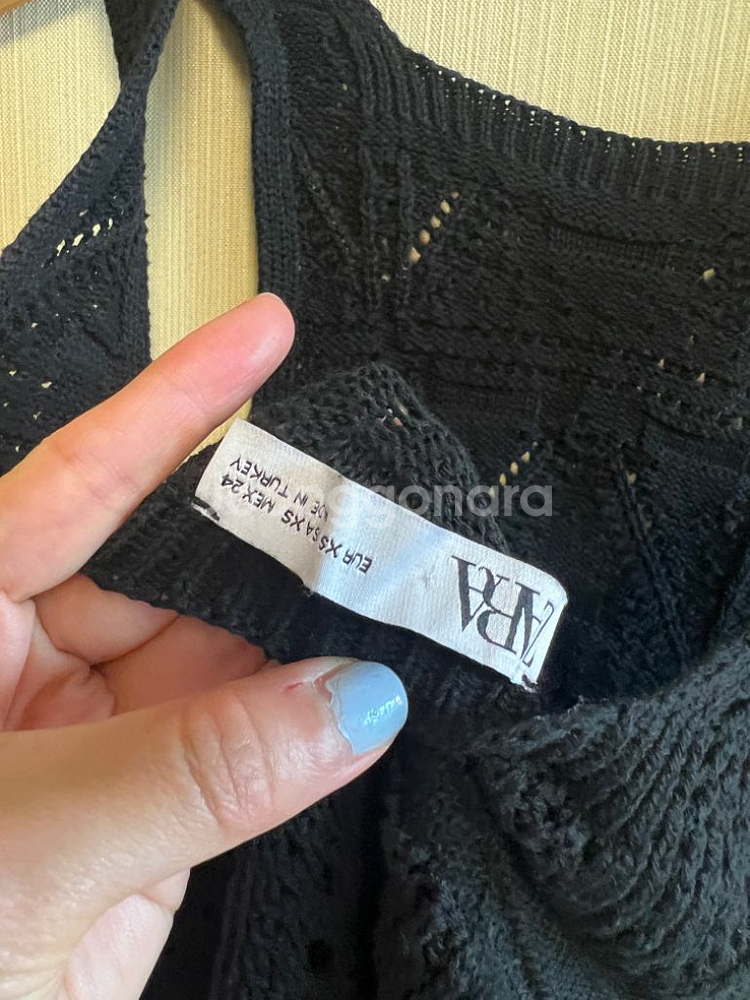 ZARA
EUR XS USA XS MEX 24
MADE IN TURKEY